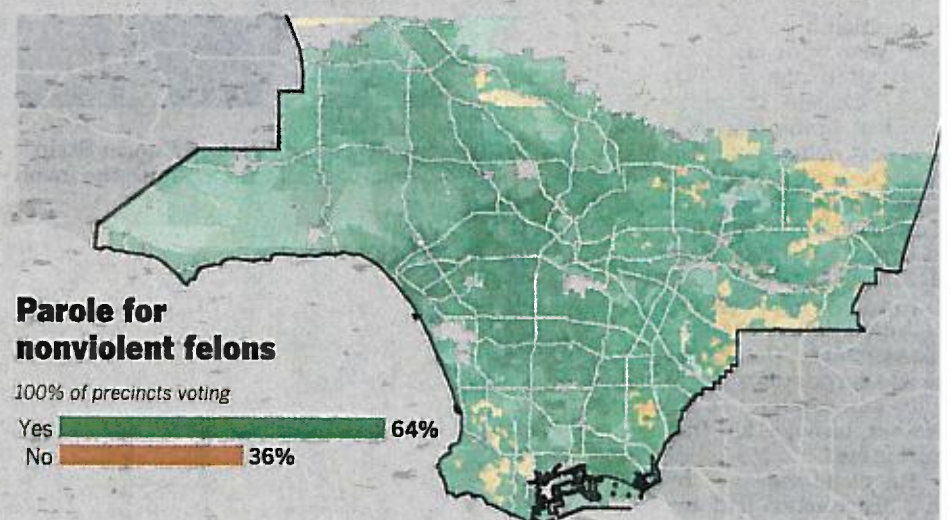 Parole for
nonviolent felons
100% of precincts voting
Yes 64%
No 36%